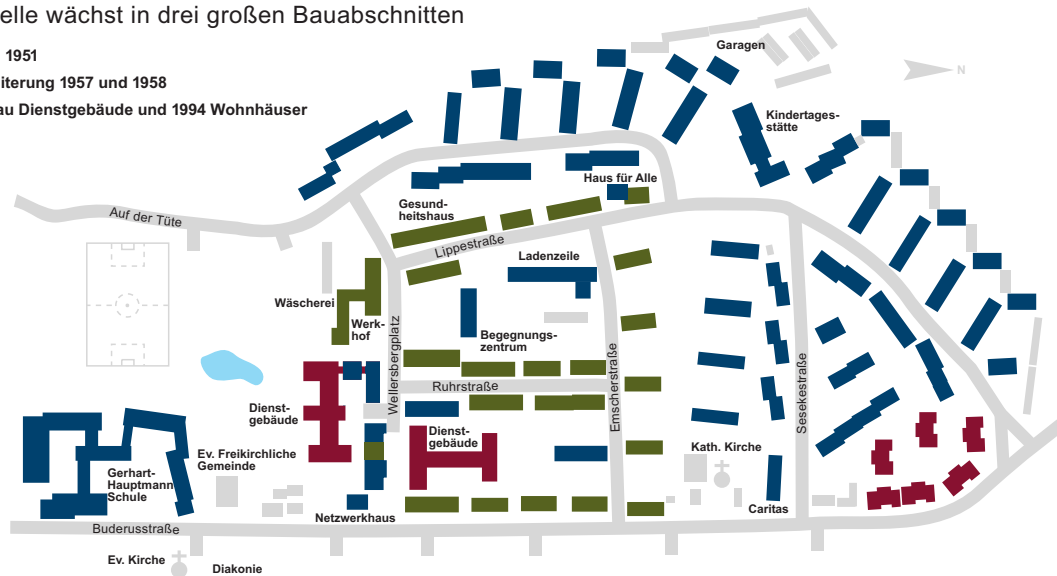 elle wächst in drei großen Bauabschnitten
1951
iterung 1957 und 1958
au Dienstgebäude und 1994 Wohnhäuser
Garagen
N
Kindertages-
stätte
Haus für Alle
Gesund-
heitshaus
Auf der Tüte
Lippestraße
Ladenzeile
Wäscherei
Werk-
hof
Begegnungs-
zentrum
Wellersbergplatz
Ruhrstraße
Emscherstraße
Sesekestraße
Dienst-
gebäude
Dienst-
gebäude
Kath. Kirche
Ev. Freikirchliche
Gemeinde
Gerhart-
Hauptmann
Schule
Netzwerkhaus
Caritas
Buderusstraße
Ev. Kirche
Diakonie